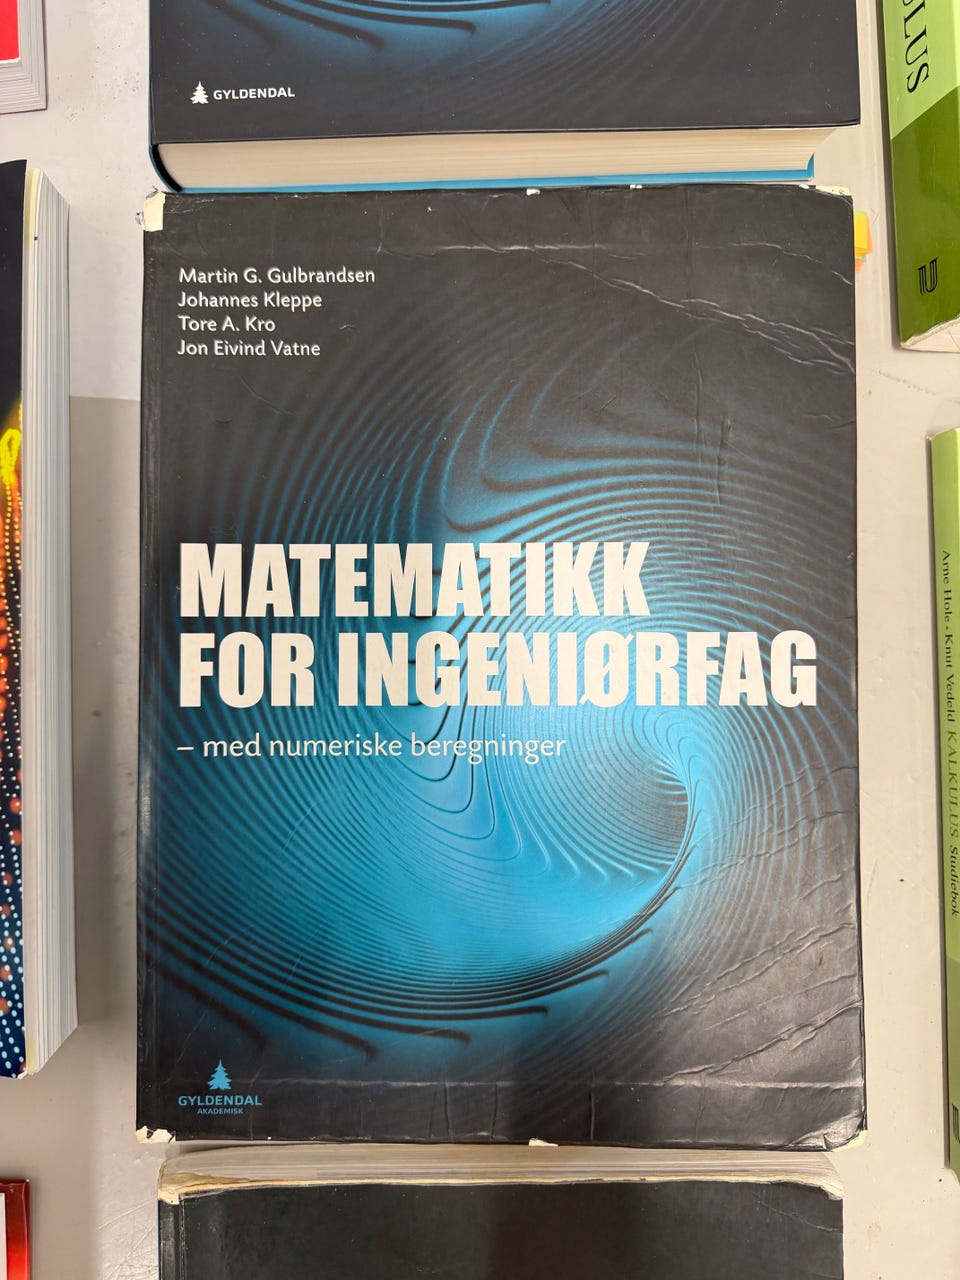 GYLDENDAL
Martin G. Gulbrandsen
Johannes Kleppe
Tore A. Kro
Jon Eivind Vatne
MATEMATIKK
FOR INGENIØRFAG
– med numeriske beregninger
GYLDENDAL
AKADEMISK
Arne Hole • Knut Vedeld KALKULUS Studiebok